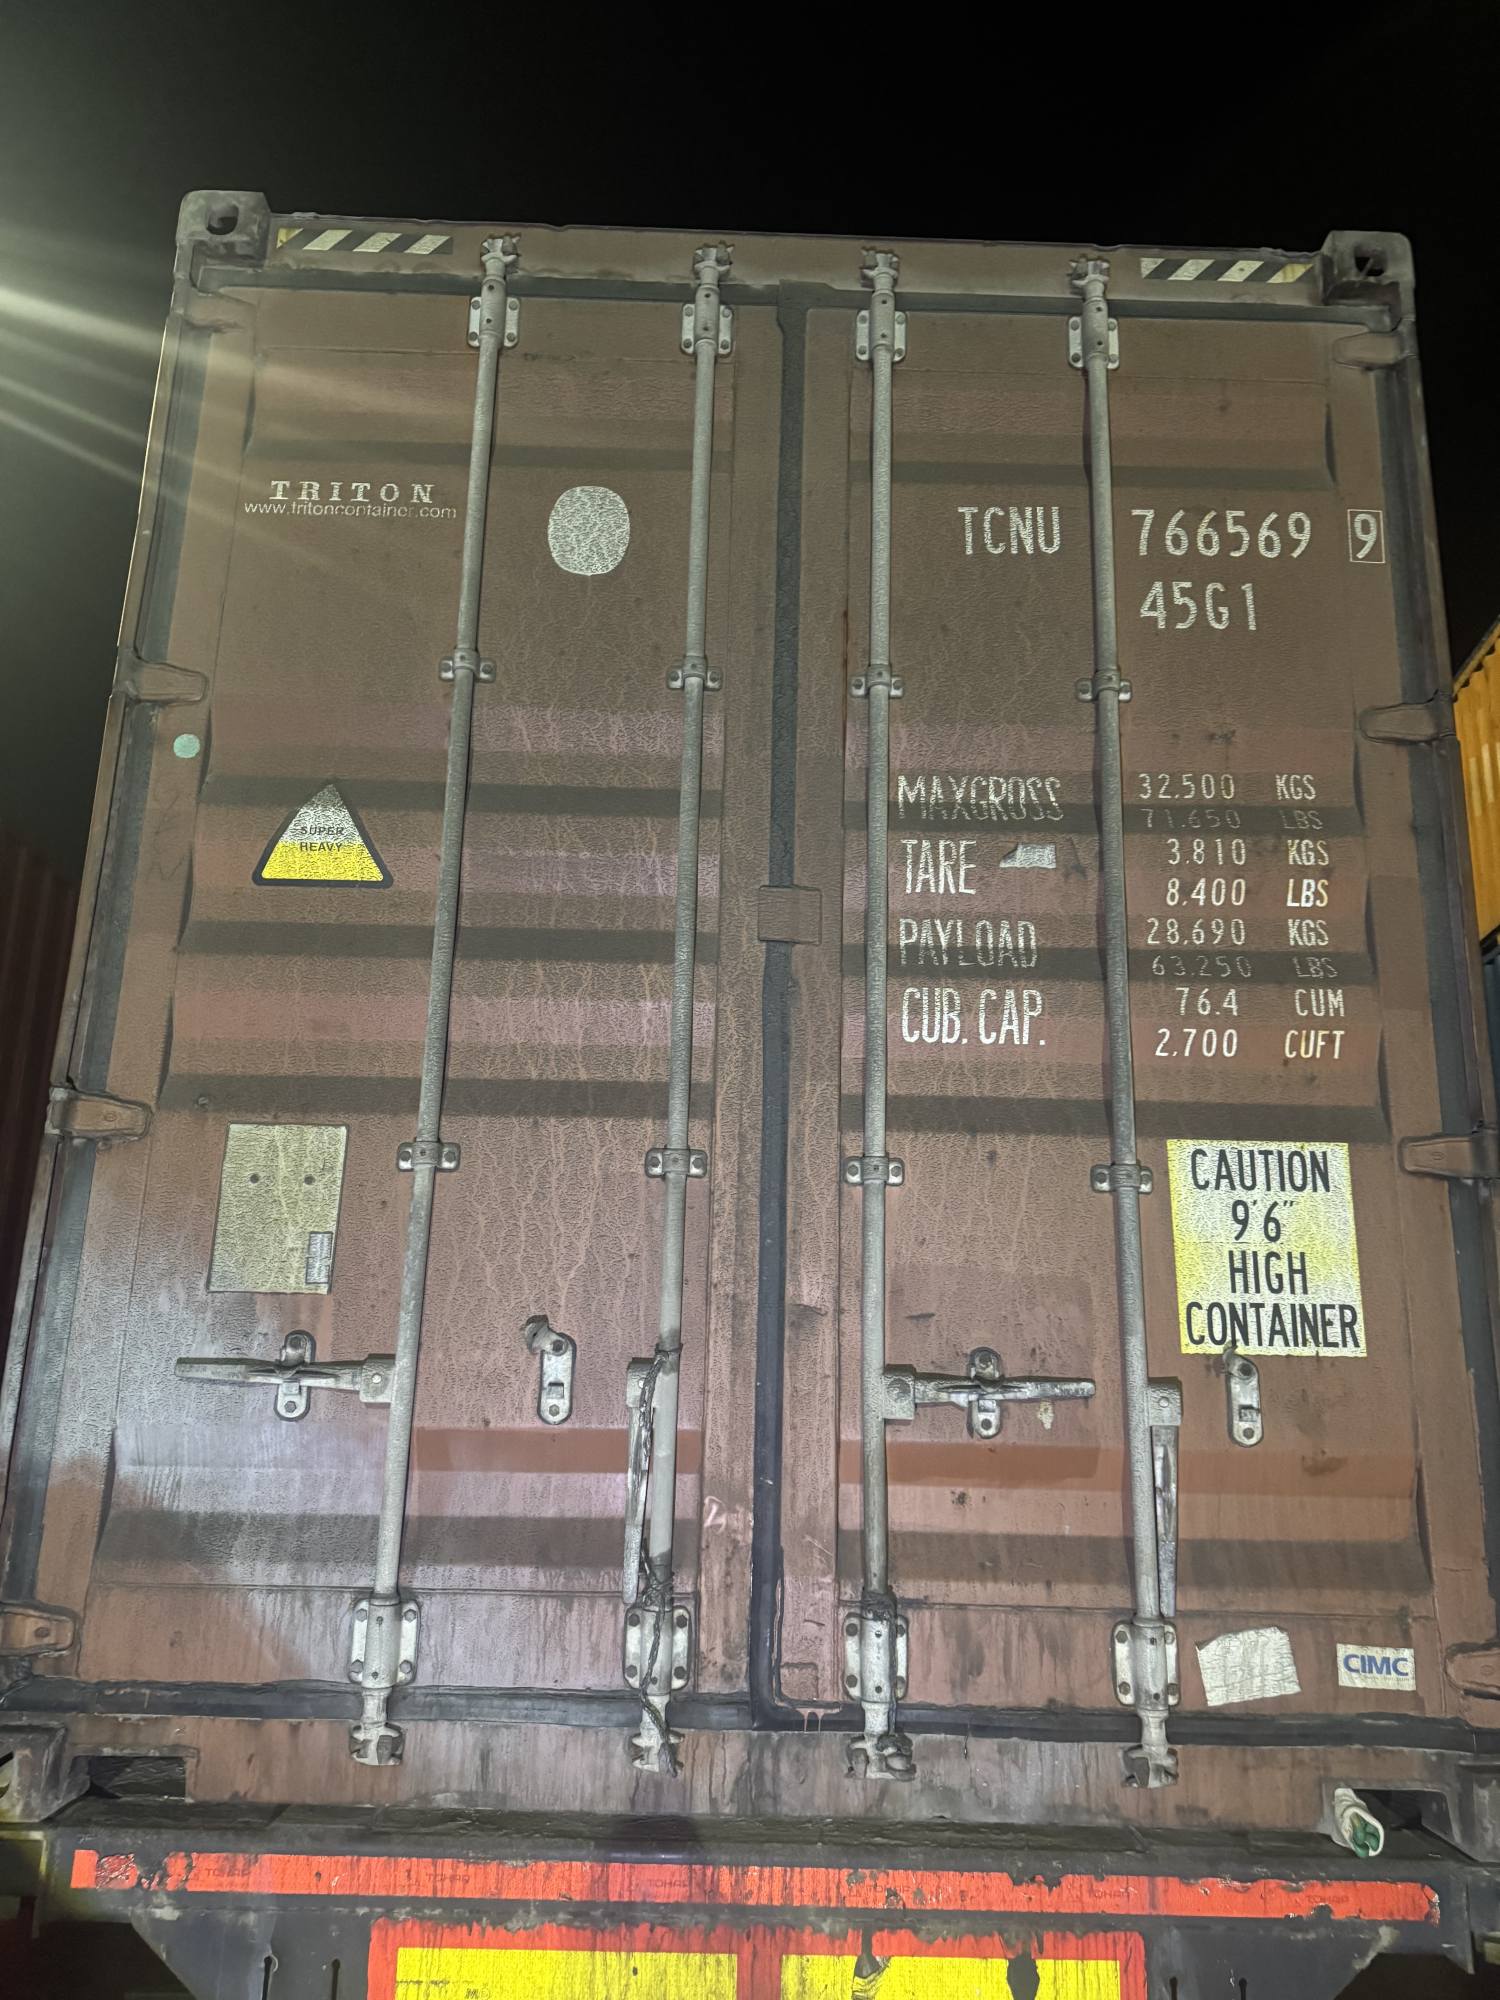 TRITON
www.tritoncontainer.com
TCNU 766569 9
45G1
SUPER
HEAVY
MAXGROSS 32.500 KGS
71.650 LBS
TARE 3.810 KGS
8.400 LBS
PAYLOAD 28.690 KGS
63.250 LBS
CUB. CAP. 76.4 CUM
2.700 CUFT
CAUTION
9'6"
HIGH
CONTAINER
CIMC